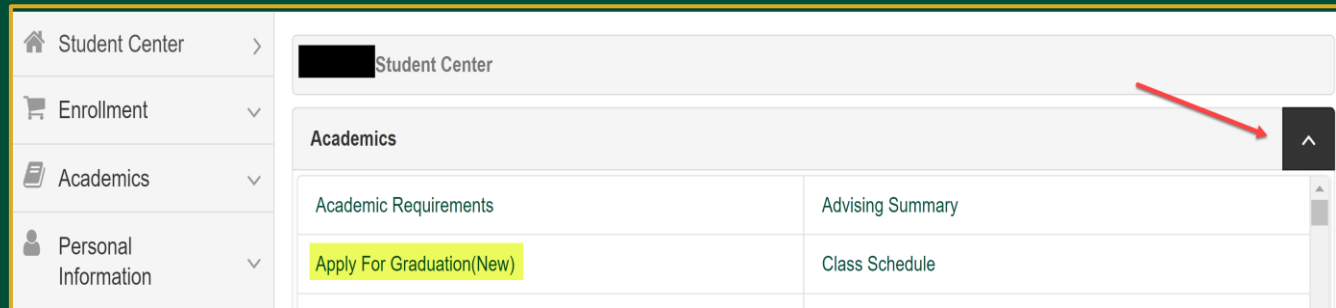 Student Center
Enrollment
Academics
Personal
Information
Student Center
Academics
Academic Requirements
Advising Summary
Apply For Graduation(New)
Class Schedule